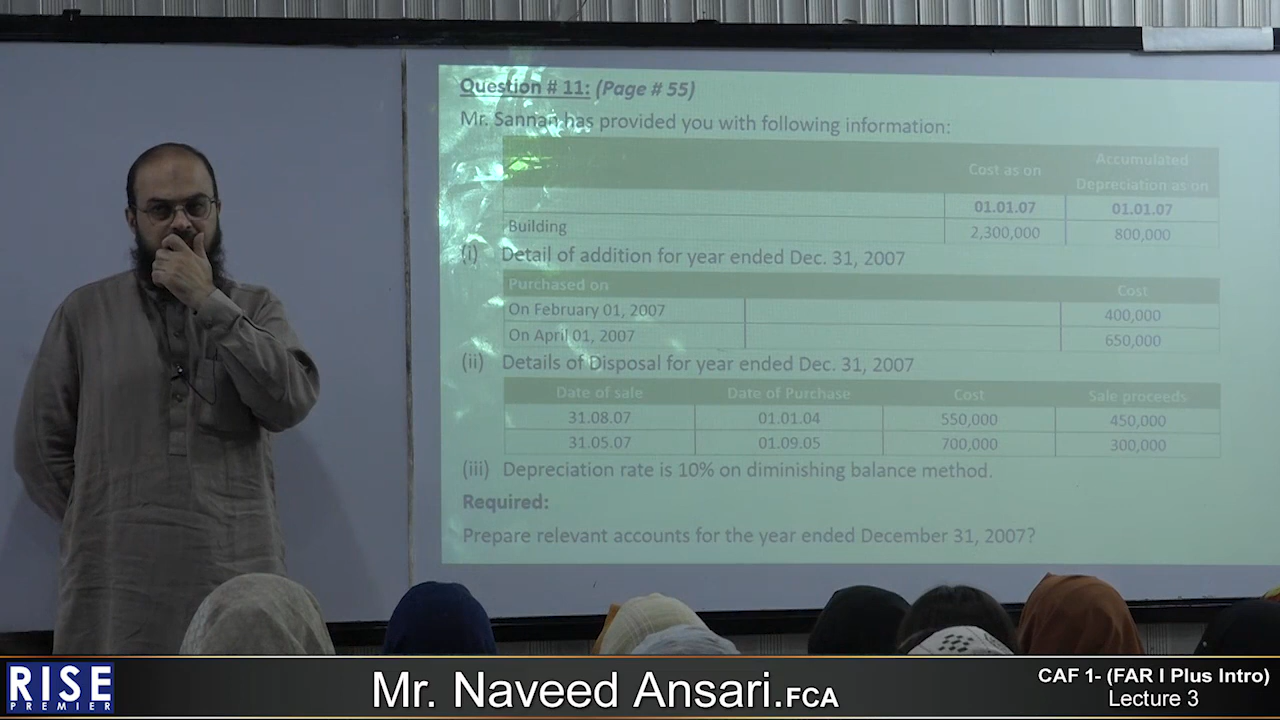 Question # 11: (Page # 55)
Mr. Sannan has provided you with following information:
Cost as on Accumulated Depreciation as on
01.01.07 01.01.07
Building 2,300,000 800,000
(i) Detail of addition for year ended Dec. 31, 2007
Purchased on Cost
On February 01, 2007 400,000
On April 01, 2007 650,000
(ii) Details of Disposal for year ended Dec. 31, 2007
Date of sale Date of Purchase Cost Sale proceeds
31.08.07 01.01.04 550,000 450,000
31.05.07 01.09.05 700,000 300,000
(iii) Depreciation rate is 10% on diminishing balance method.
Required:
Prepare relevant accounts for the year ended December 31, 2007?
RISE
PREMIER
Mr. Naveed Ansari.FCA
CAF 1- (FAR I Plus Intro)
Lecture 3